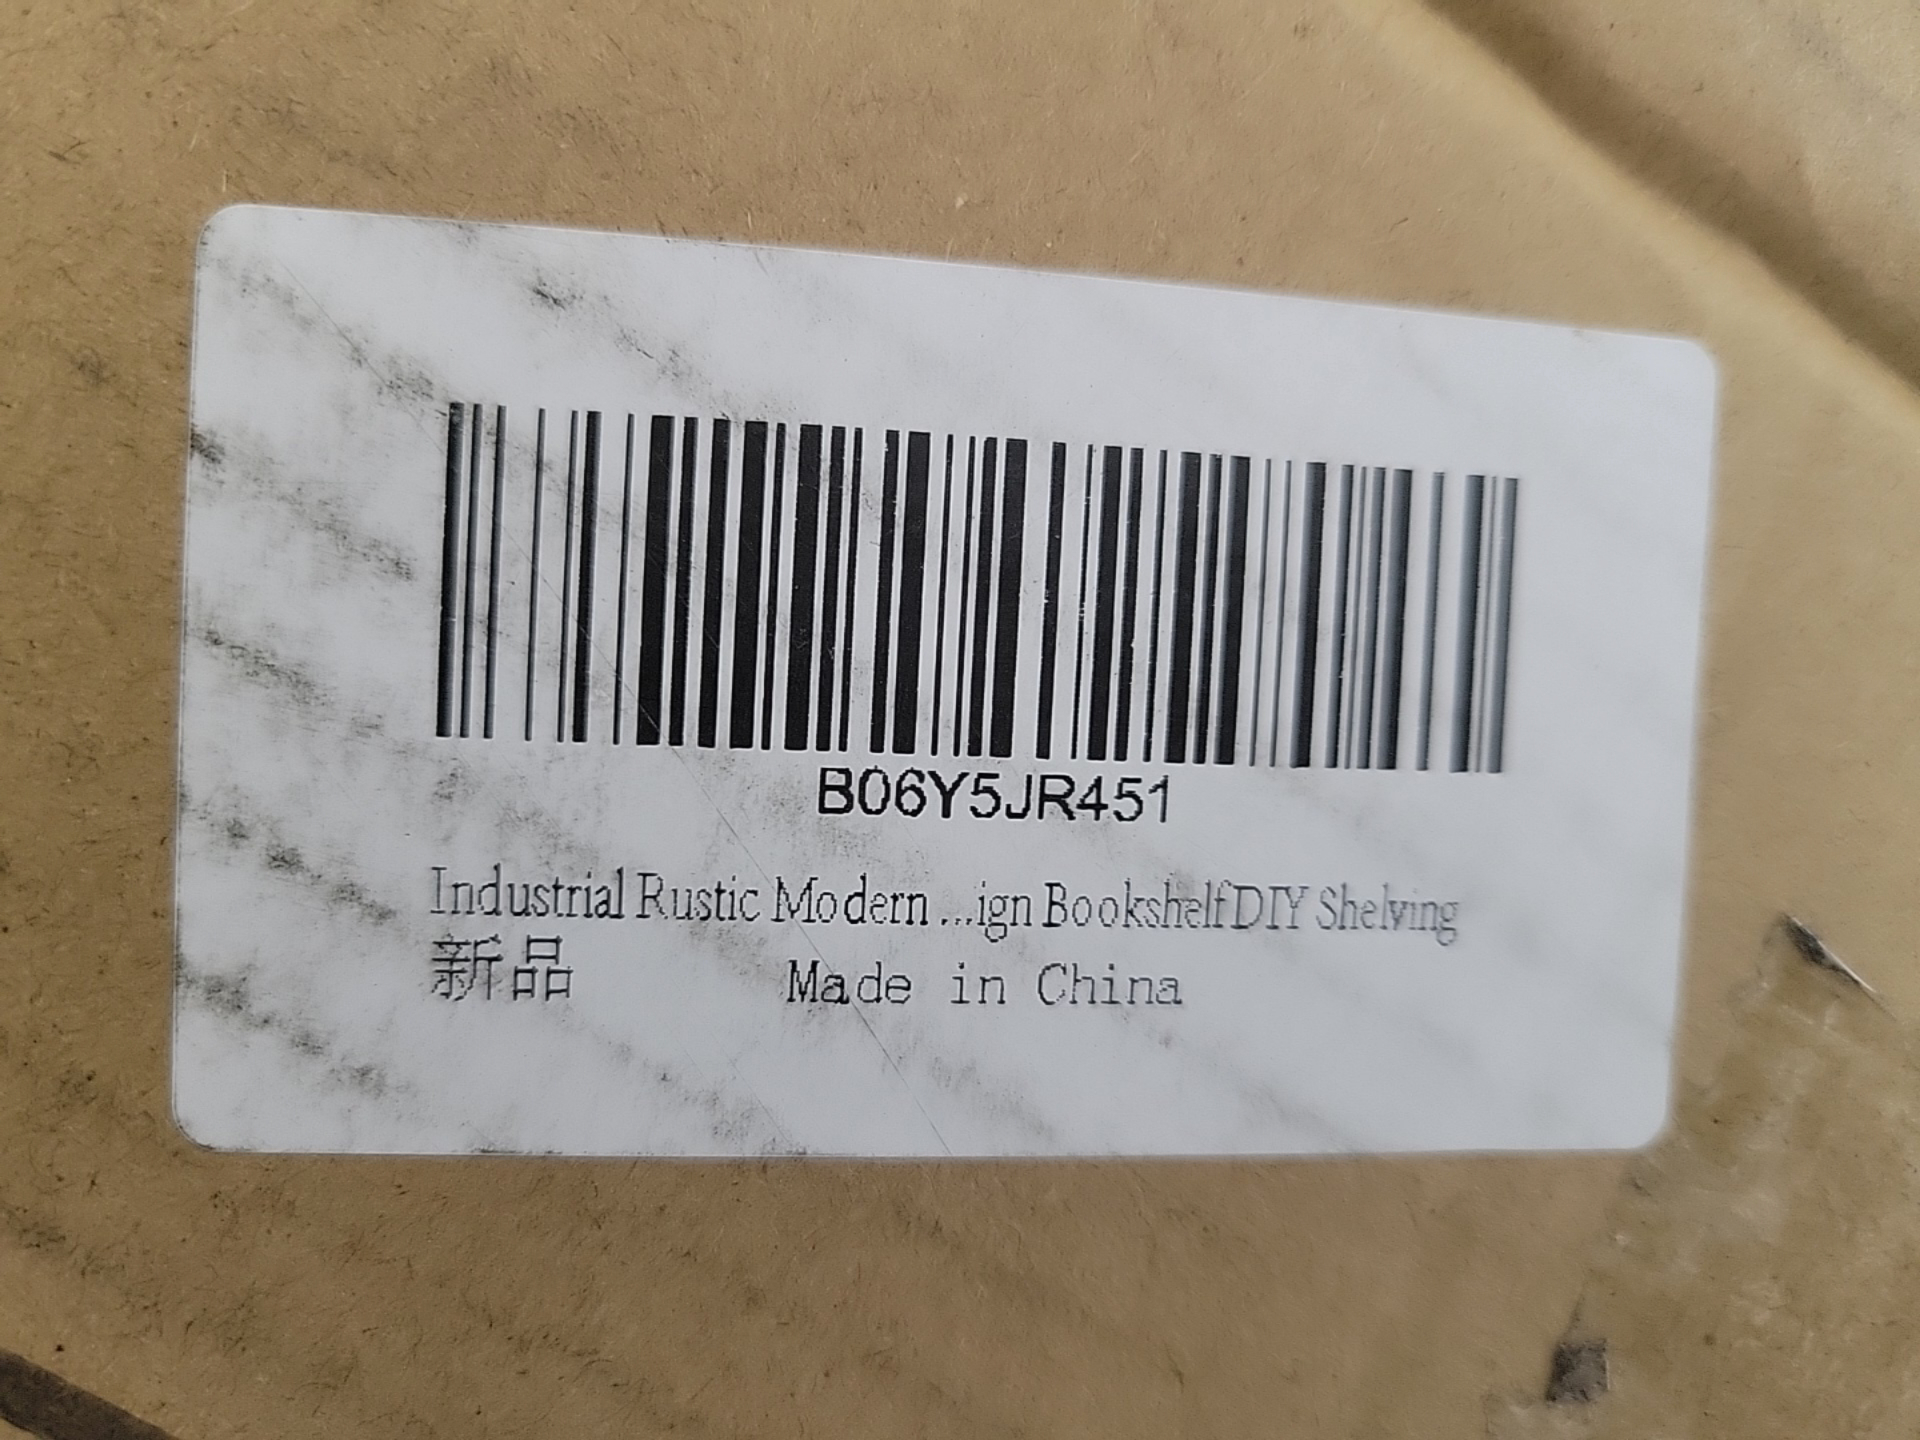 B06Y5JR451
Industrial Rustic Modern ...ign Bookshelf DIY Shelving
新品 Made in China